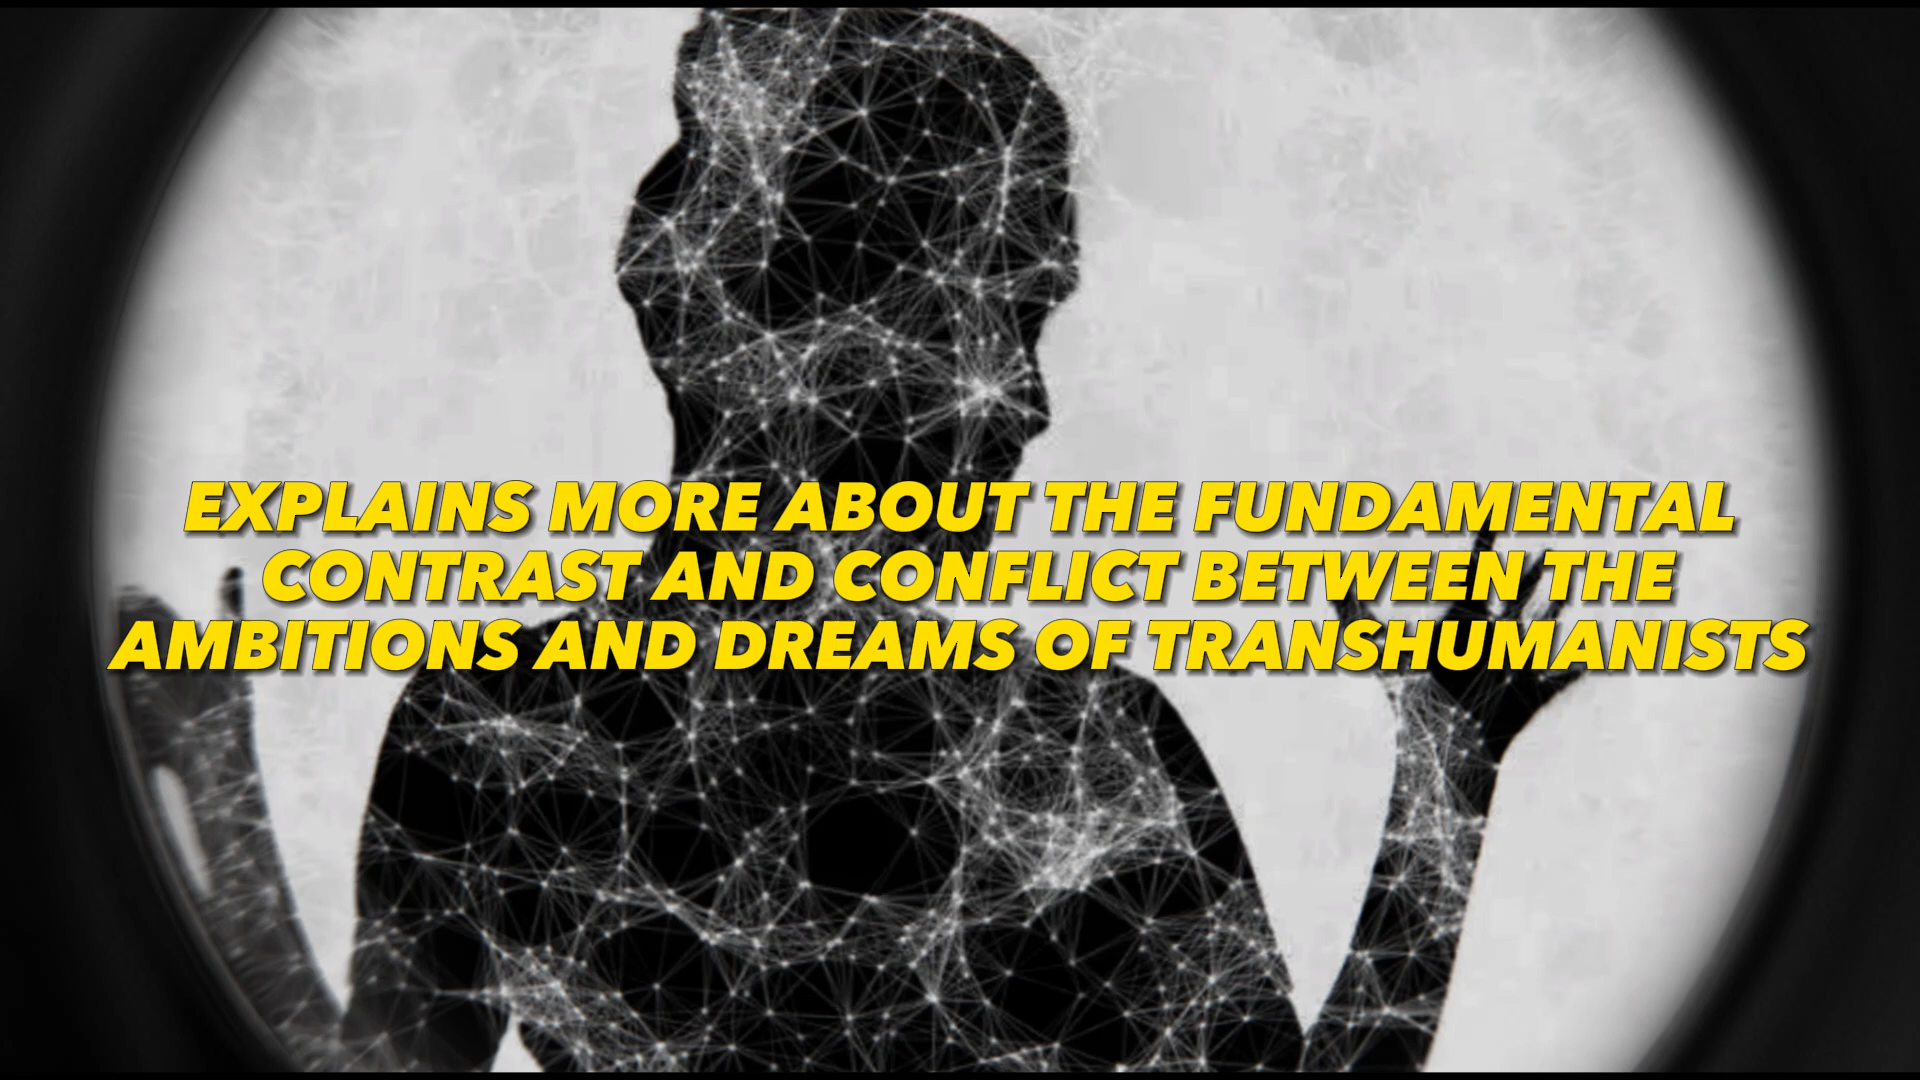 EXPLAINS MORE ABOUT THE FUNDAMENTAL
CONTRAST AND CONFLICT BETWEEN THE
AMBITIONS AND DREAMS OF TRANSHUMANISTS